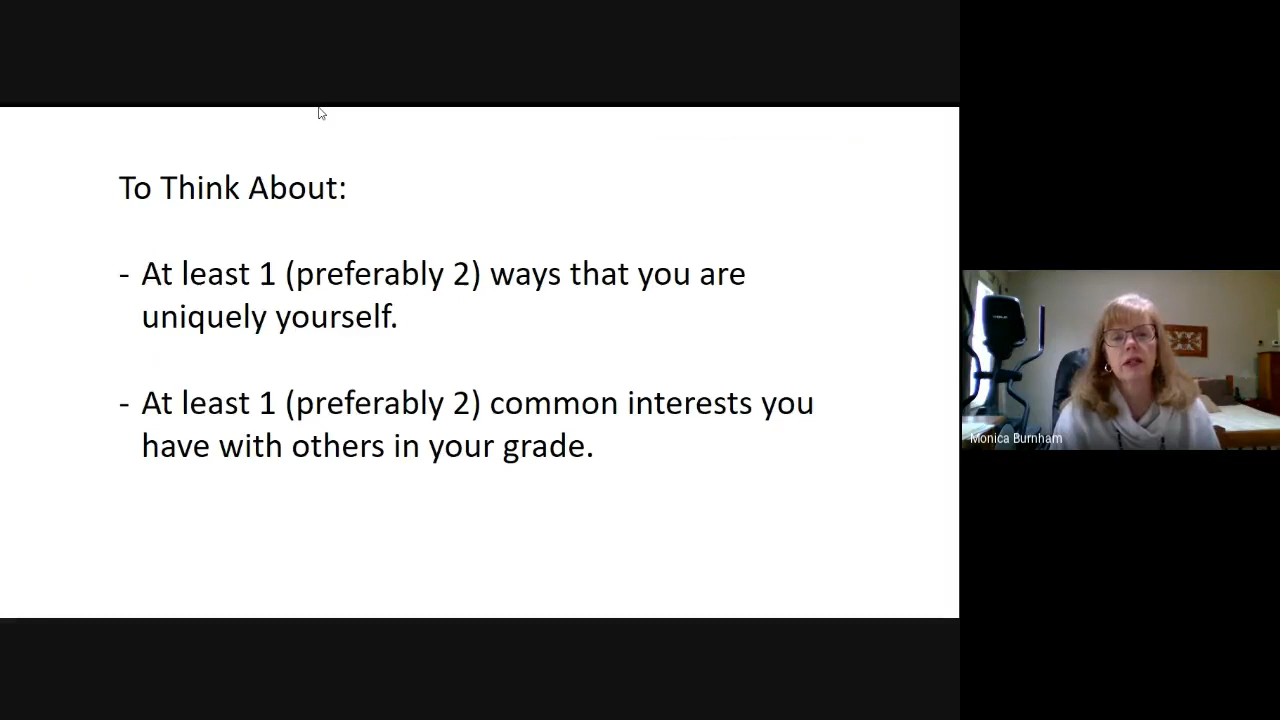 To Think About:
- At least 1 (preferably 2) ways that you are
uniquely yourself.
- At least 1 (preferably 2) common interests you
have with others in your grade.
Monica Burnham